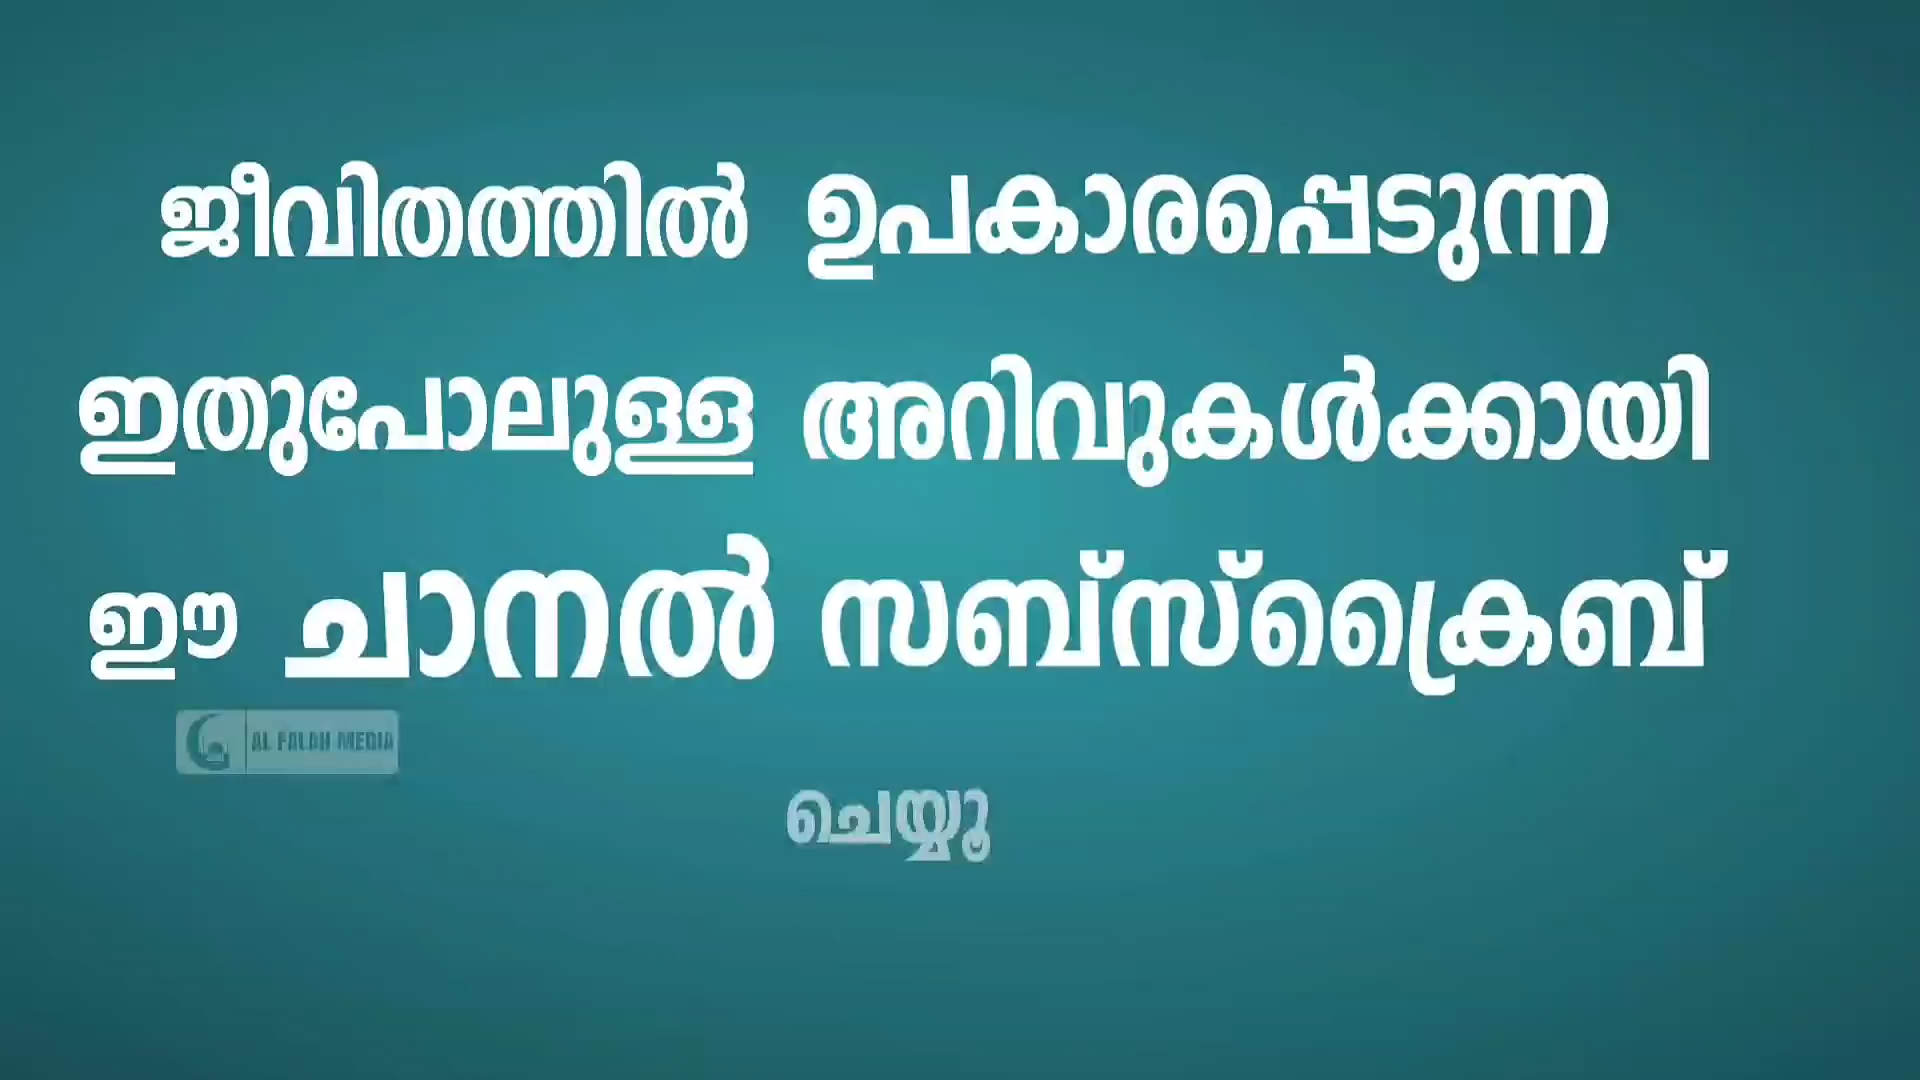 ജീവിതത്തിൽ ഉപകാരപ്പെടുന്ന
ഇതുപോലുള്ള അറിവുകൾക്കായി
ഈ ചാനൽ സബ്സ്ക്രൈബ്
AL FALAH MEDIA
ചെയ്യൂ